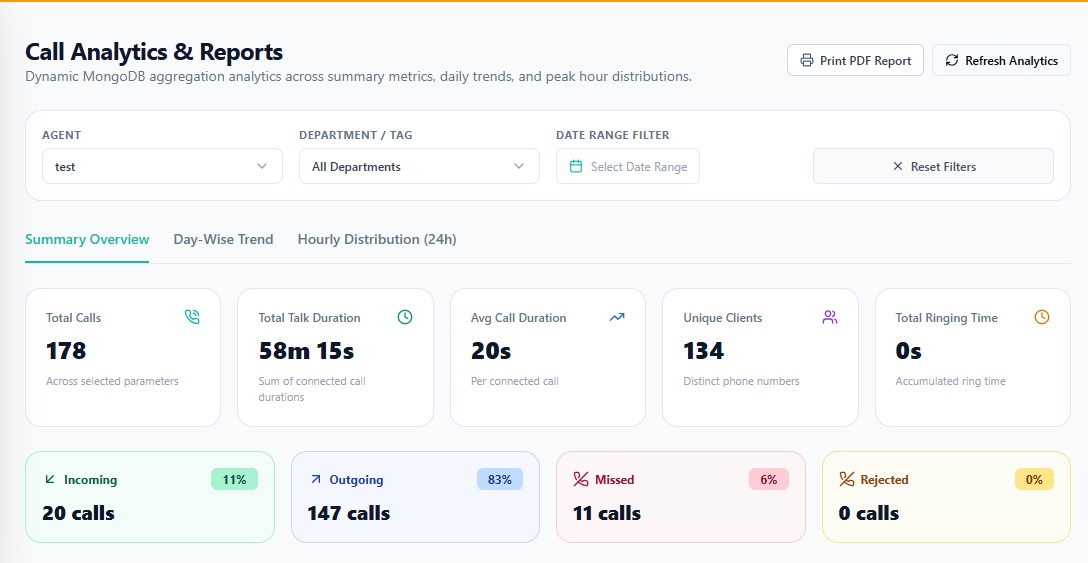 Call Analytics & Reports
Dynamic MongoDB aggregation analytics across summary metrics, daily trends, and peak hour distributions.
Print PDF Report
Refresh Analytics
AGENT
DEPARTMENT / TAG
DATE RANGE FILTER
test
All Departments
Select Date Range
Reset Filters
Summary Overview
Day-Wise Trend
Hourly Distribution (24h)
Total Calls
178
Across selected parameters
Total Talk Duration
58m 15s
Sum of connected call
durations
Avg Call Duration
20s
Per connected call
Unique Clients
134
Distinct phone numbers
Total Ringing Time
0s
Accumulated ring time
Incoming
11%
20 calls
Outgoing
83%
147 calls
Missed
6%
11 calls
Rejected
0%
0 calls